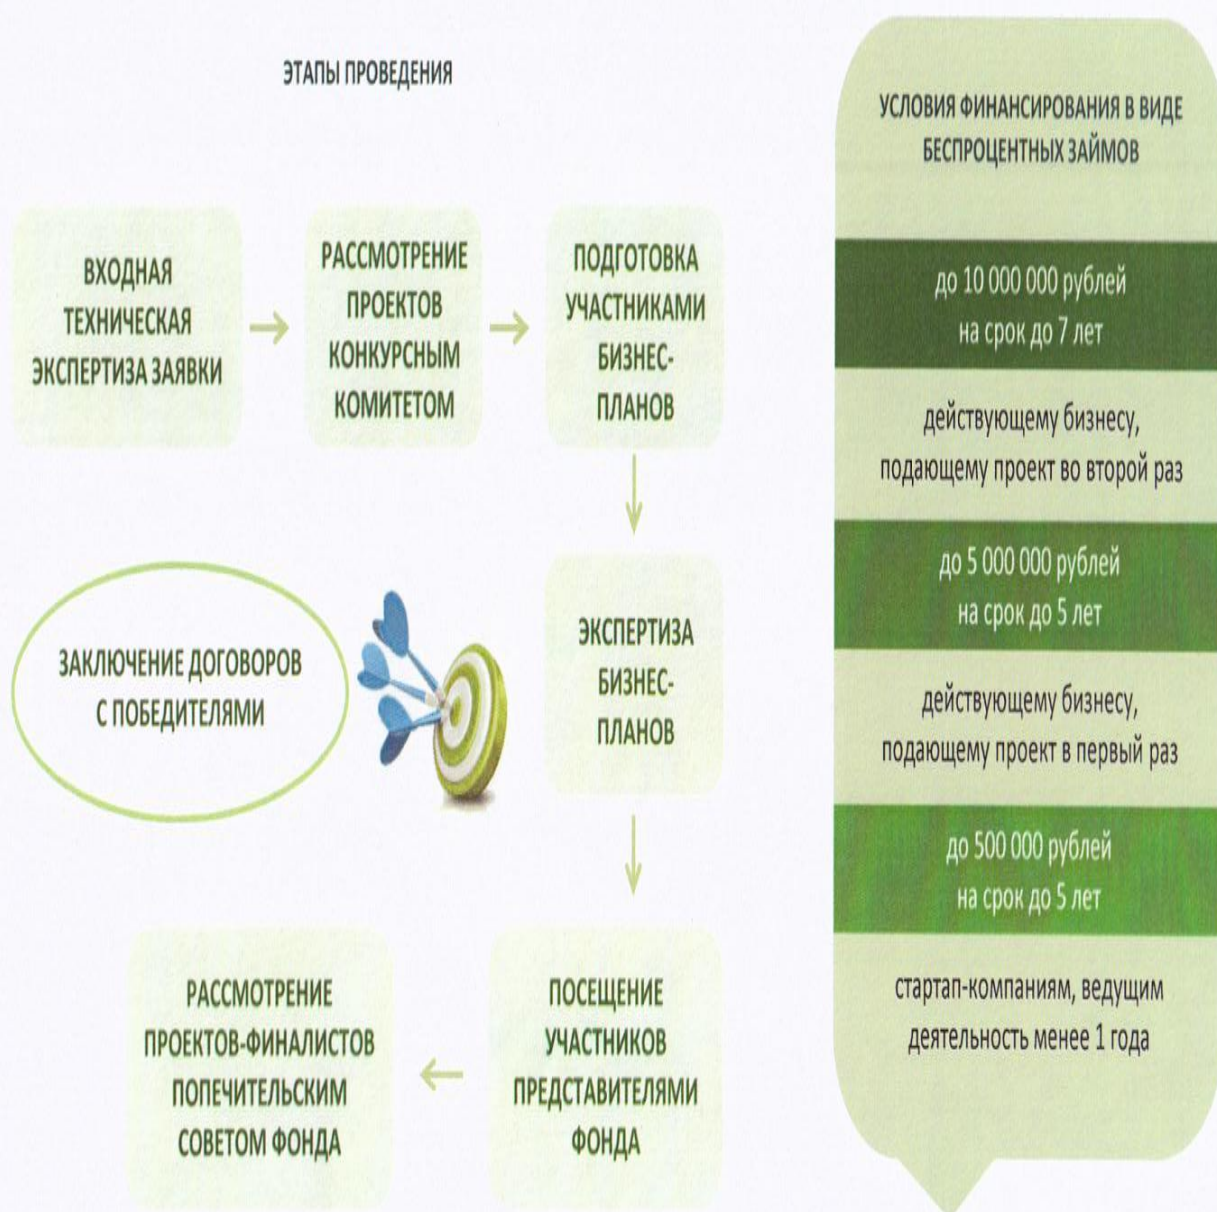 ЭТАПЫ ПРОВЕДЕНИЯ
ВХОДНАЯ
ТЕХНИЧЕСКАЯ
ЭКСПЕРТИЗА ЗАЯВКИ
РАССМОТРЕНИЕ
ПРОЕКТОВ
КОНКУРСНЫМ
КОМИТЕТОМ
ПОДГОТОВКА
УЧАСТНИКАМИ
БИЗНЕС-
ПЛАНОВ
ЭКСПЕРТИЗА
БИЗНЕС-
ПЛАНОВ
ПОСЕЩЕНИЕ
УЧАСТНИКОВ
ПРЕДСТАВИТЕЛЯМИ
ФОНДА
РАССМОТРЕНИЕ
ПРОЕКТОВ-ФИНАЛИСТОВ
ПОПЕЧИТЕЛЬСКИМ
СОВЕТОМ ФОНДА
ЗАКЛЮЧЕНИЕ ДОГОВОРОВ
С ПОБЕДИТЕЛЯМИ
УСЛОВИЯ ФИНАНСИРОВАНИЯ В ВИДЕ
БЕСПРОЦЕНТНЫХ ЗАЙМОВ
до 10 000 000 рублей
на срок до 7 лет
действующему бизнесу,
подающему проект во второй раз
до 5 000 000 рублей
на срок до 5 лет
действующему бизнесу,
подающему проект в первый раз
до 500 000 рублей
на срок до 5 лет
стартап-компаниям, ведущим
деятельность менее 1 года